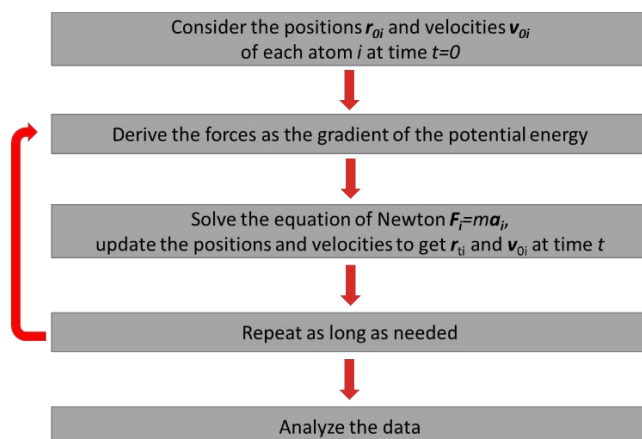 Consider the positions r0i and velocities v0i
of each atom i at time t=0
Derive the forces as the gradient of the potential energy
Solve the equation of Newton Fi=mai,
update the positions and velocities to get rti and v0i at time t
Repeat as long as needed
Analyze the data